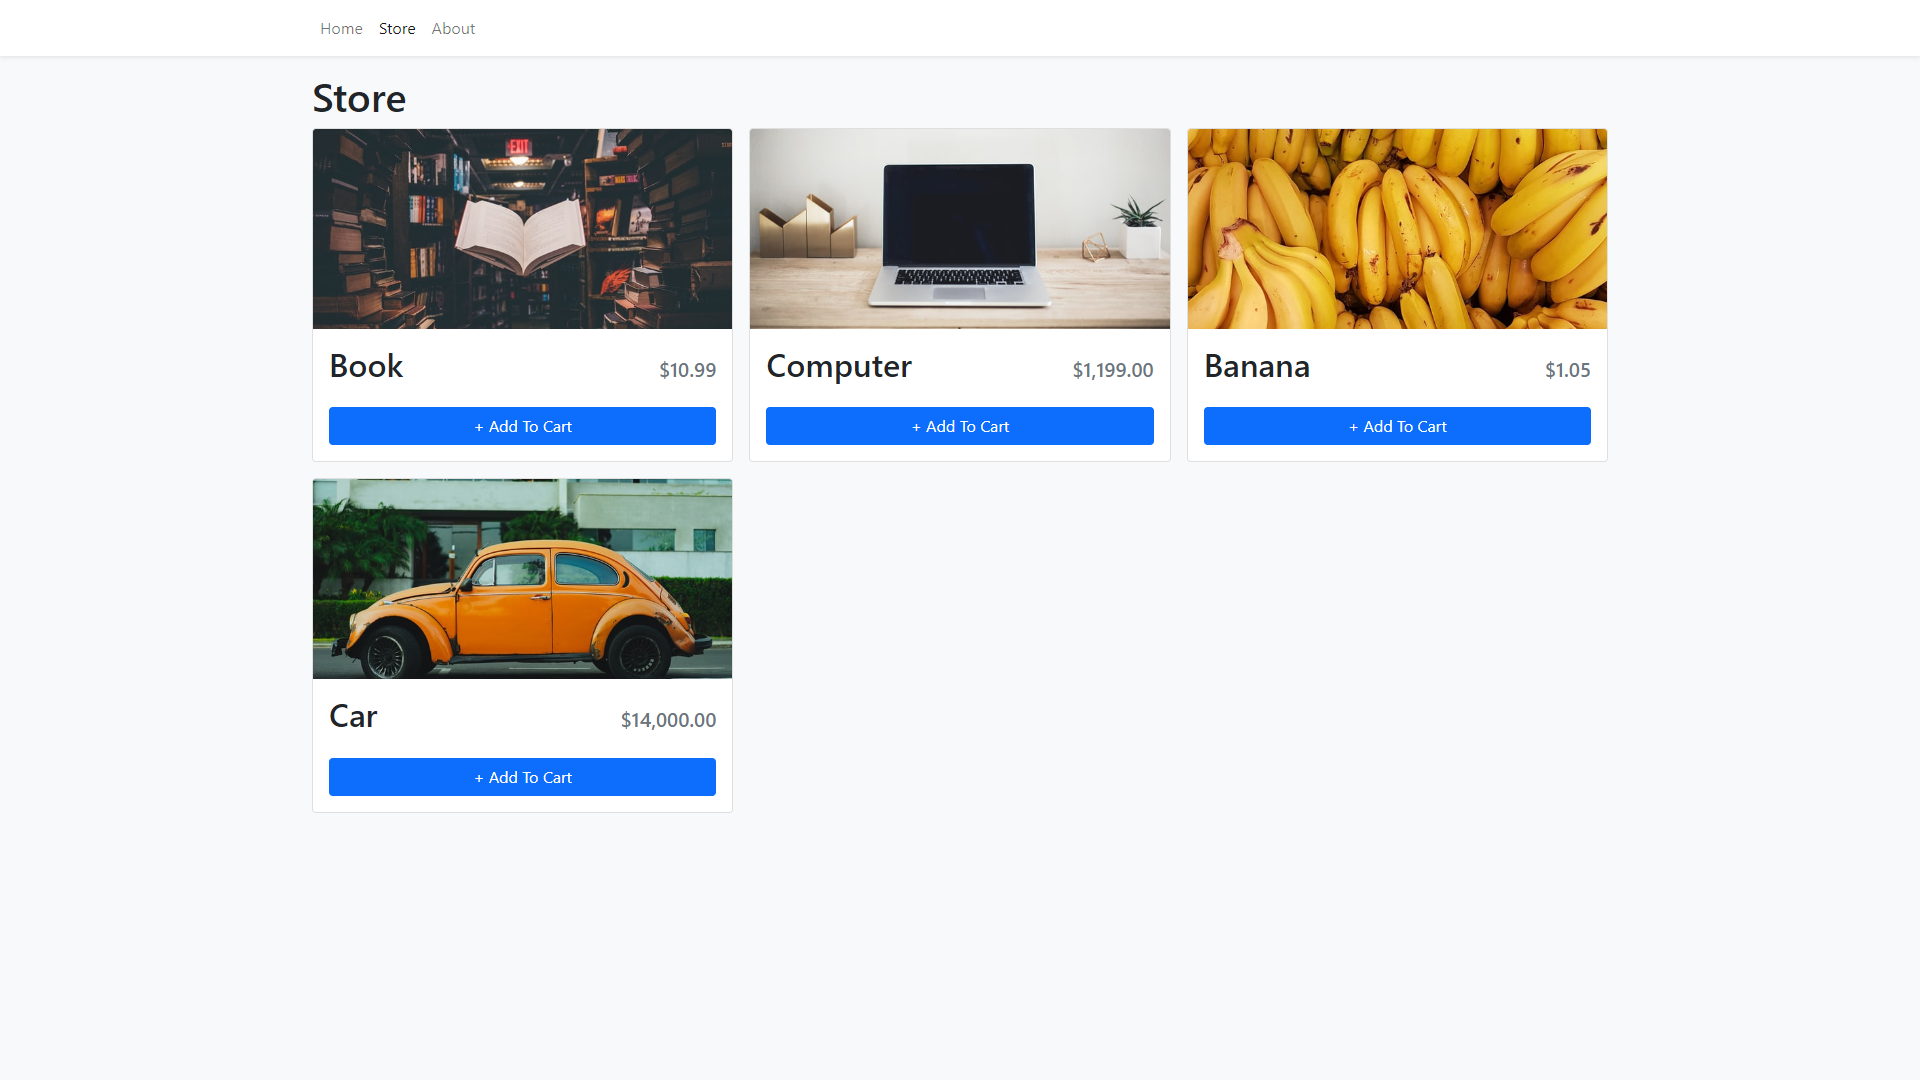 Home Store About
Store
EXIT
Book $10.99
+ Add To Cart
Computer $1,199.00
+ Add To Cart
Banana $1.05
+ Add To Cart
Car $14,000.00
+ Add To Cart